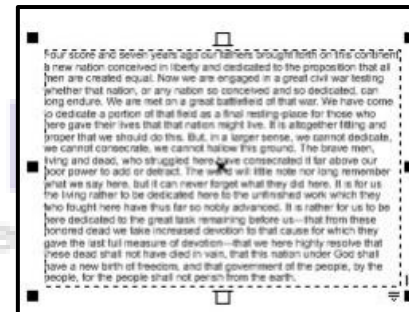 Four score and seven years ago our fathers brought forth on this continent
a new nation conceived in liberty and dedicated to the proposition that all
men are created equal. Now we are engaged in a great civil war testing
whether that nation, or any nation so conceived and so dedicated, can
long endure. We are met on a great battlefield of that war. We have come
to dedicate a portion of that field as a final resting-place for those who
here gave their lives that that nation might live. It is altogether fitting and
proper that we should do this. But, in a larger sense, we cannot dedicate,
we cannot consecrate, we cannot hallow this ground. The brave men,
living and dead, who struggled here have consecrated it far above our
poor power to add or detract. The world will little note nor long remember
what we say here, but it can never forget what they did here. It is for us
the living rather to be dedicated here to the unfinished work which they
who fought here have thus far so nobly advanced. It is rather for us to be
here dedicated to the great task remaining before us—that from these
honored dead we take increased devotion to that cause for which they
gave the last full measure of devotion—that we here highly resolve that
these dead shall not have died in vain, that this nation under God shall
have a new birth of freedom, and that government of the people, by the
people, for the people shall not perish from the earth.